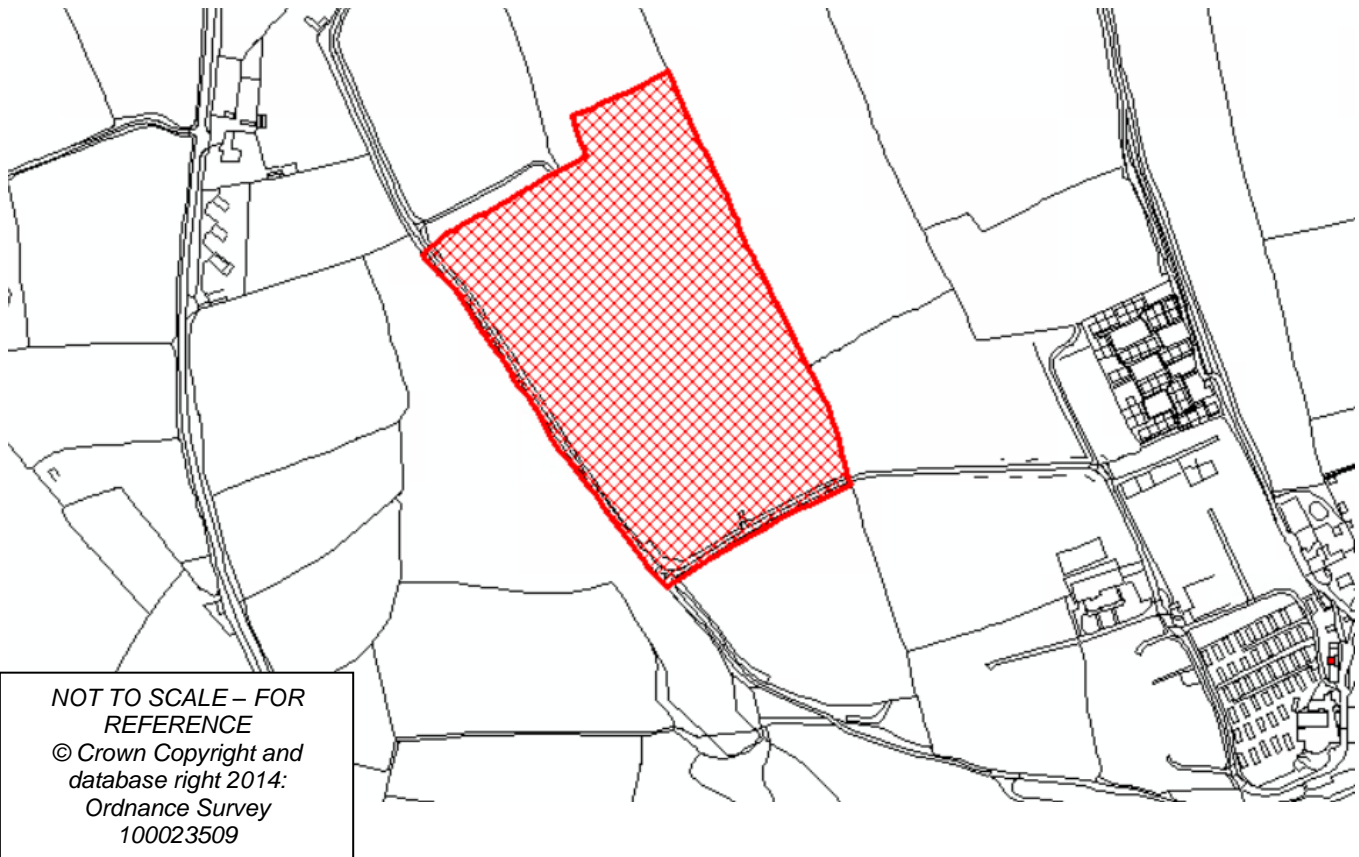 NOT TO SCALE – FOR
REFERENCE
© Crown Copyright and
database right 2014:
Ordnance Survey
100023509